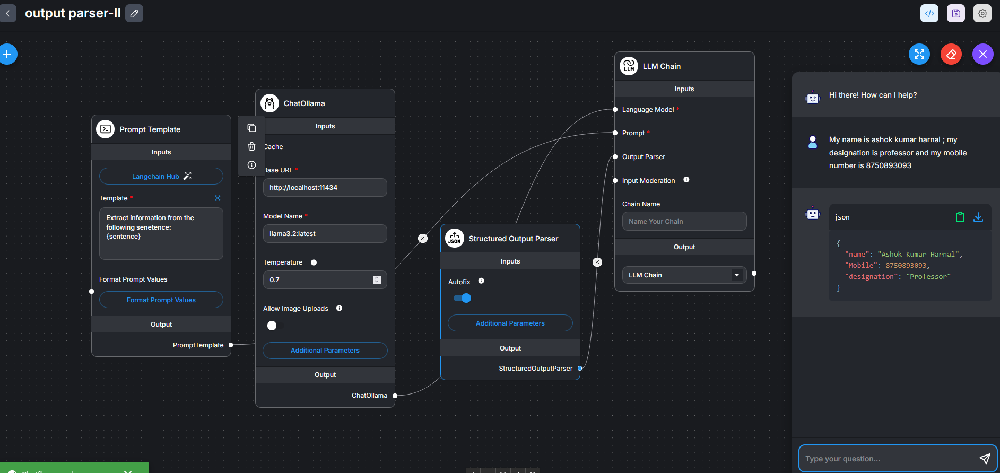 output parser-II
Prompt Template
Inputs
Langchain Hub
Template *
Extract information from the
following senetence:
{sentence}
Format Prompt Values
Format Prompt Values
Output
PromptTemplate
ChatOllama
Inputs
Cache
Base URL *
http://localhost:11434
Model Name *
llama3.2:latest
Temperature
0.7
Allow Image Uploads
Additional Parameters
Output
ChatOllama
JSON
Structured Output Parser
Inputs
Autofix
Additional Parameters
Output
StructuredOutputParser
LLM
LLM Chain
Inputs
Language Model *
Prompt *
Output Parser
Input Moderation
Chain Name
Name Your Chain
Output
LLM Chain
Hi there! How can I help?
My name is ashok kumar harnal ; my
designation is professor and my mobile
number is 8750893093
json
{
"name": "Ashok Kumar Harnal",
"Mobile": 8750893093,
"designation": "Professor"
}
Type your question...